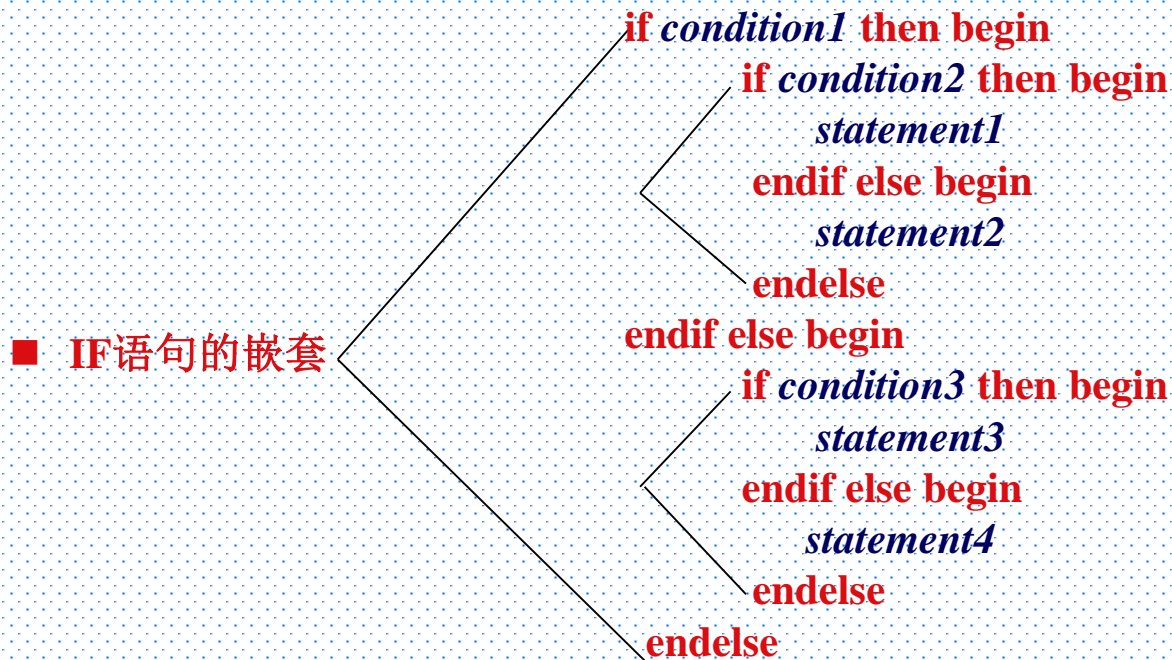 if condition1 then begin
if condition2 then begin
statement1
endif else begin
statement2
endelse
endif else begin
■ IF语句的嵌套
if condition3 then begin
statement3
endif else begin
statement4
endelse
endelse